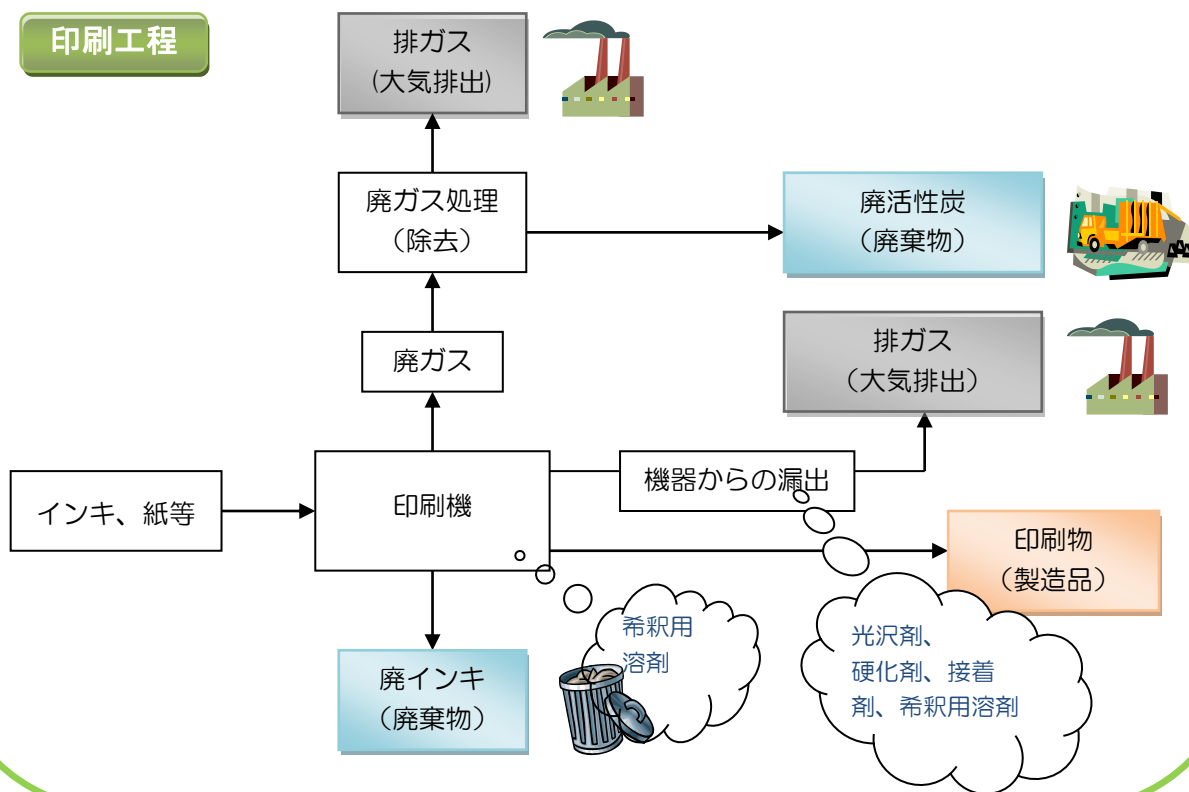 印刷工程
排ガス
(大気排出)
廃ガス処理
（除去）
廃活性炭
（廃棄物）
廃ガス
排ガス
（大気排出）
インキ、紙等
印刷機
機器からの漏出
印刷物
（製造品）
希釈用
溶剤
光沢剤、
硬化剤、接着
剤、希釈用溶剤
廃インキ
（廃棄物）